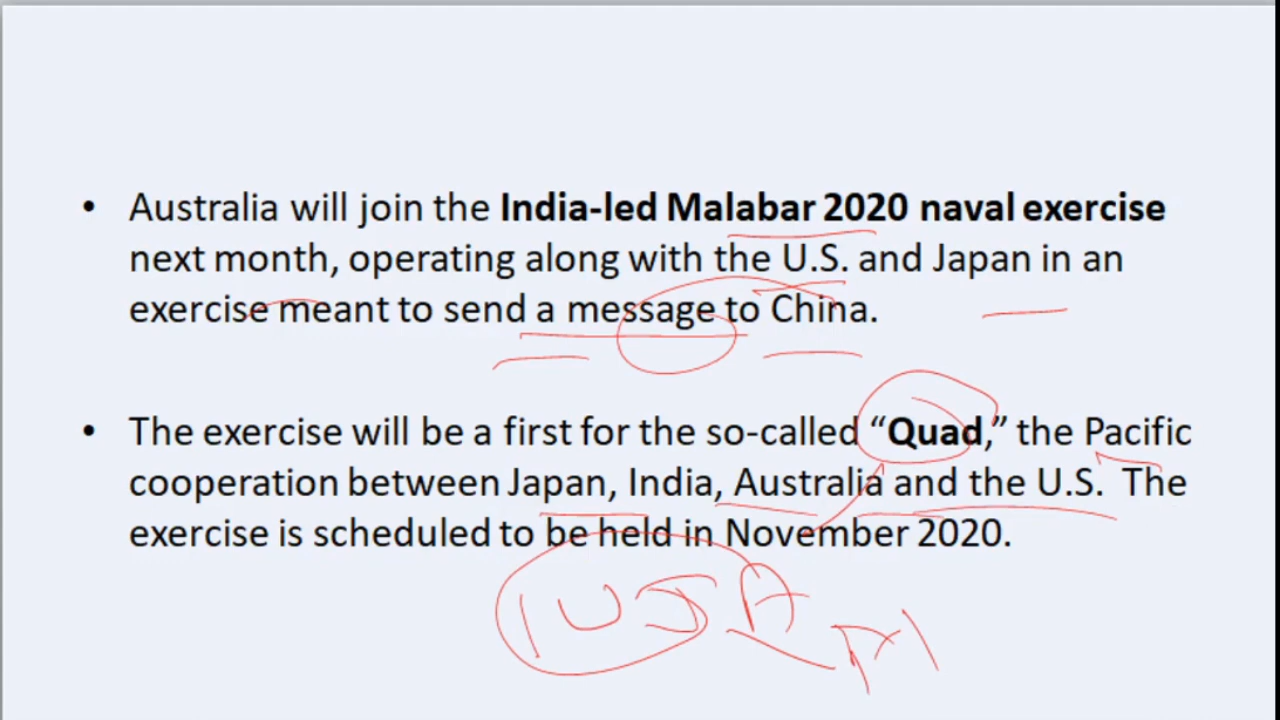 • Australia will join the India-led Malabar 2020 naval exercise
next month, operating along with the U.S. and Japan in an
exercise meant to send a message to China.
• The exercise will be a first for the so-called “Quad,” the Pacific
cooperation between Japan, India, Australia and the U.S. The
exercise is scheduled to be held in November 2020.
IUJA